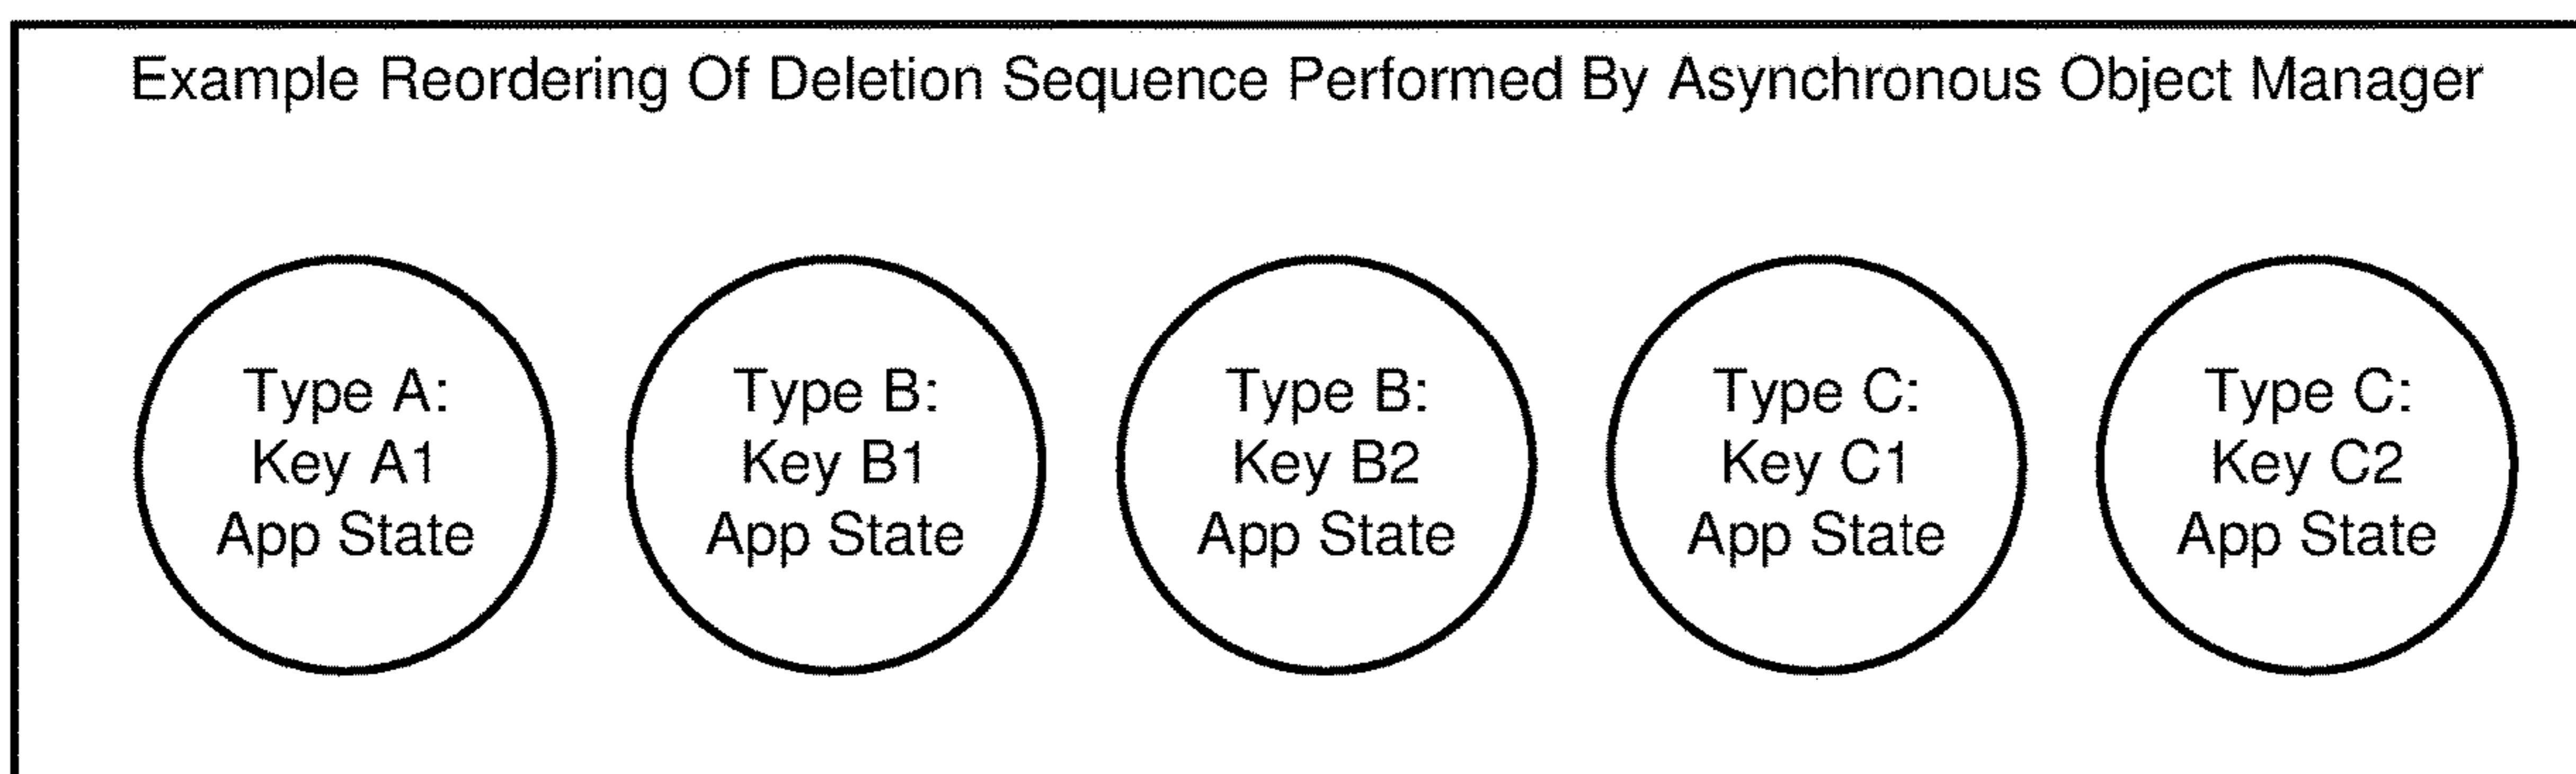 Example Reordering Of Deletion Sequence Performed By Asynchronous Object Manager
Type A:
Key A1
App State
Type B:
Key B1
App State
Type B:
Key B2
App State
Type C:
Key C1
App State
Type C:
Key C2
App State